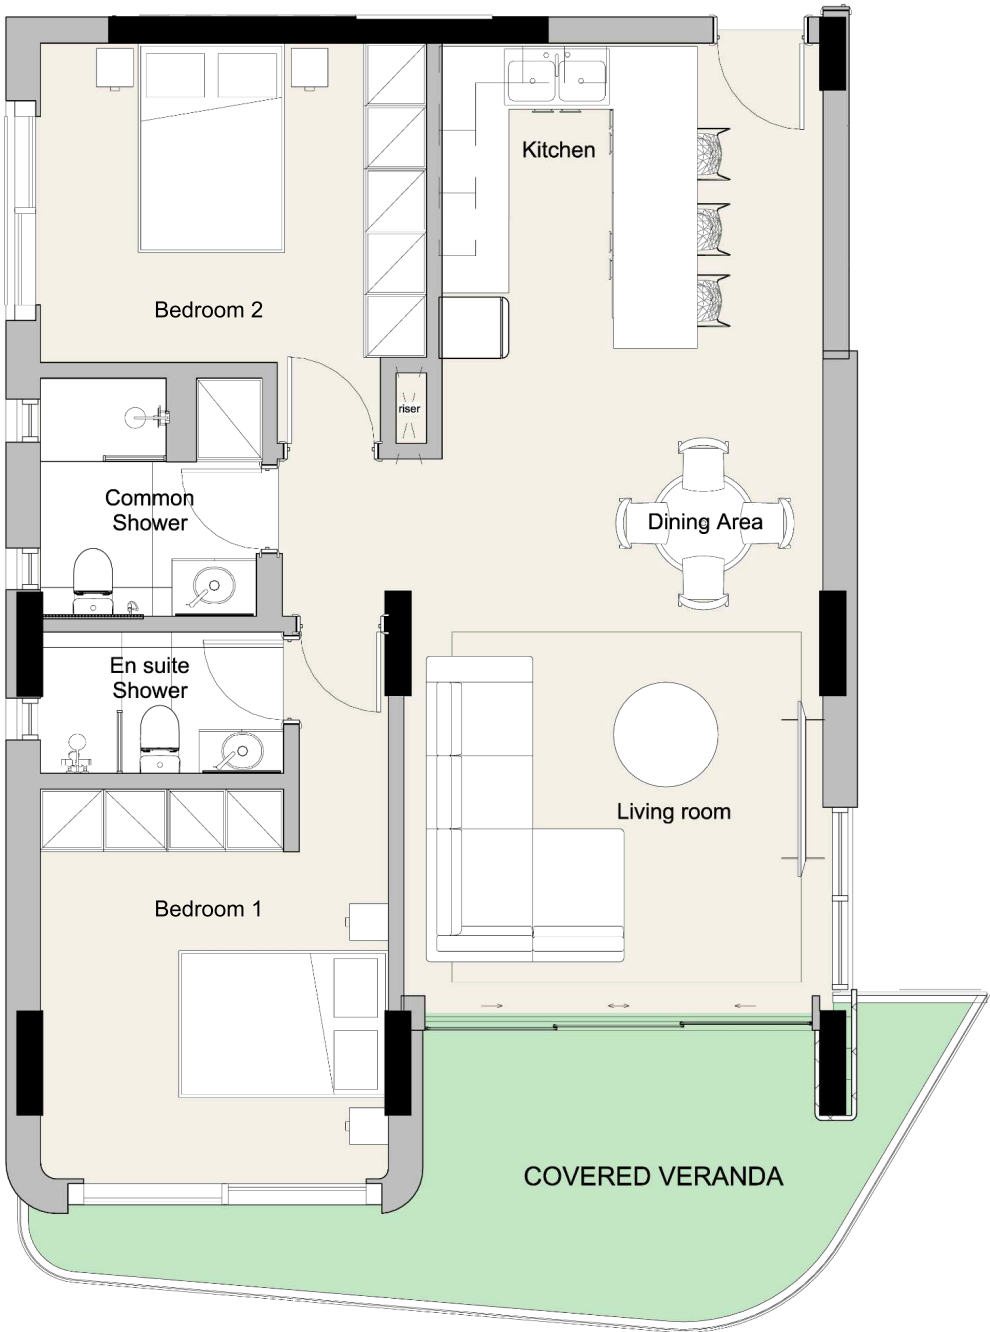 Kitchen
Bedroom 2
riser
Common
Shower
Dining Area
En suite
Shower
Living room
Bedroom 1
COVERED VERANDA